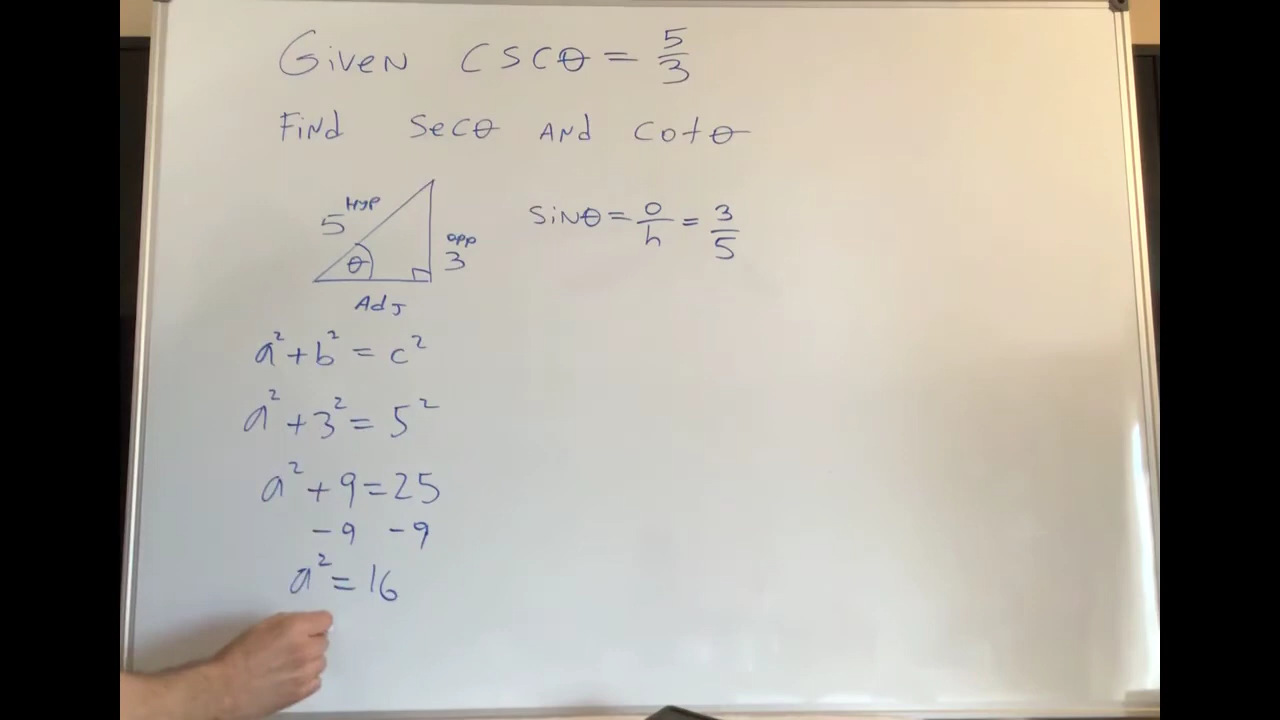 Given cscθ = 5/3
Find secθ and cotθ
5 Hyp
opp
3
θ
Adj
sinθ = o/h = 3/5
a² + b² = c²
a² + 3² = 5²
a² + 9 = 25
-9 -9
a² = 16